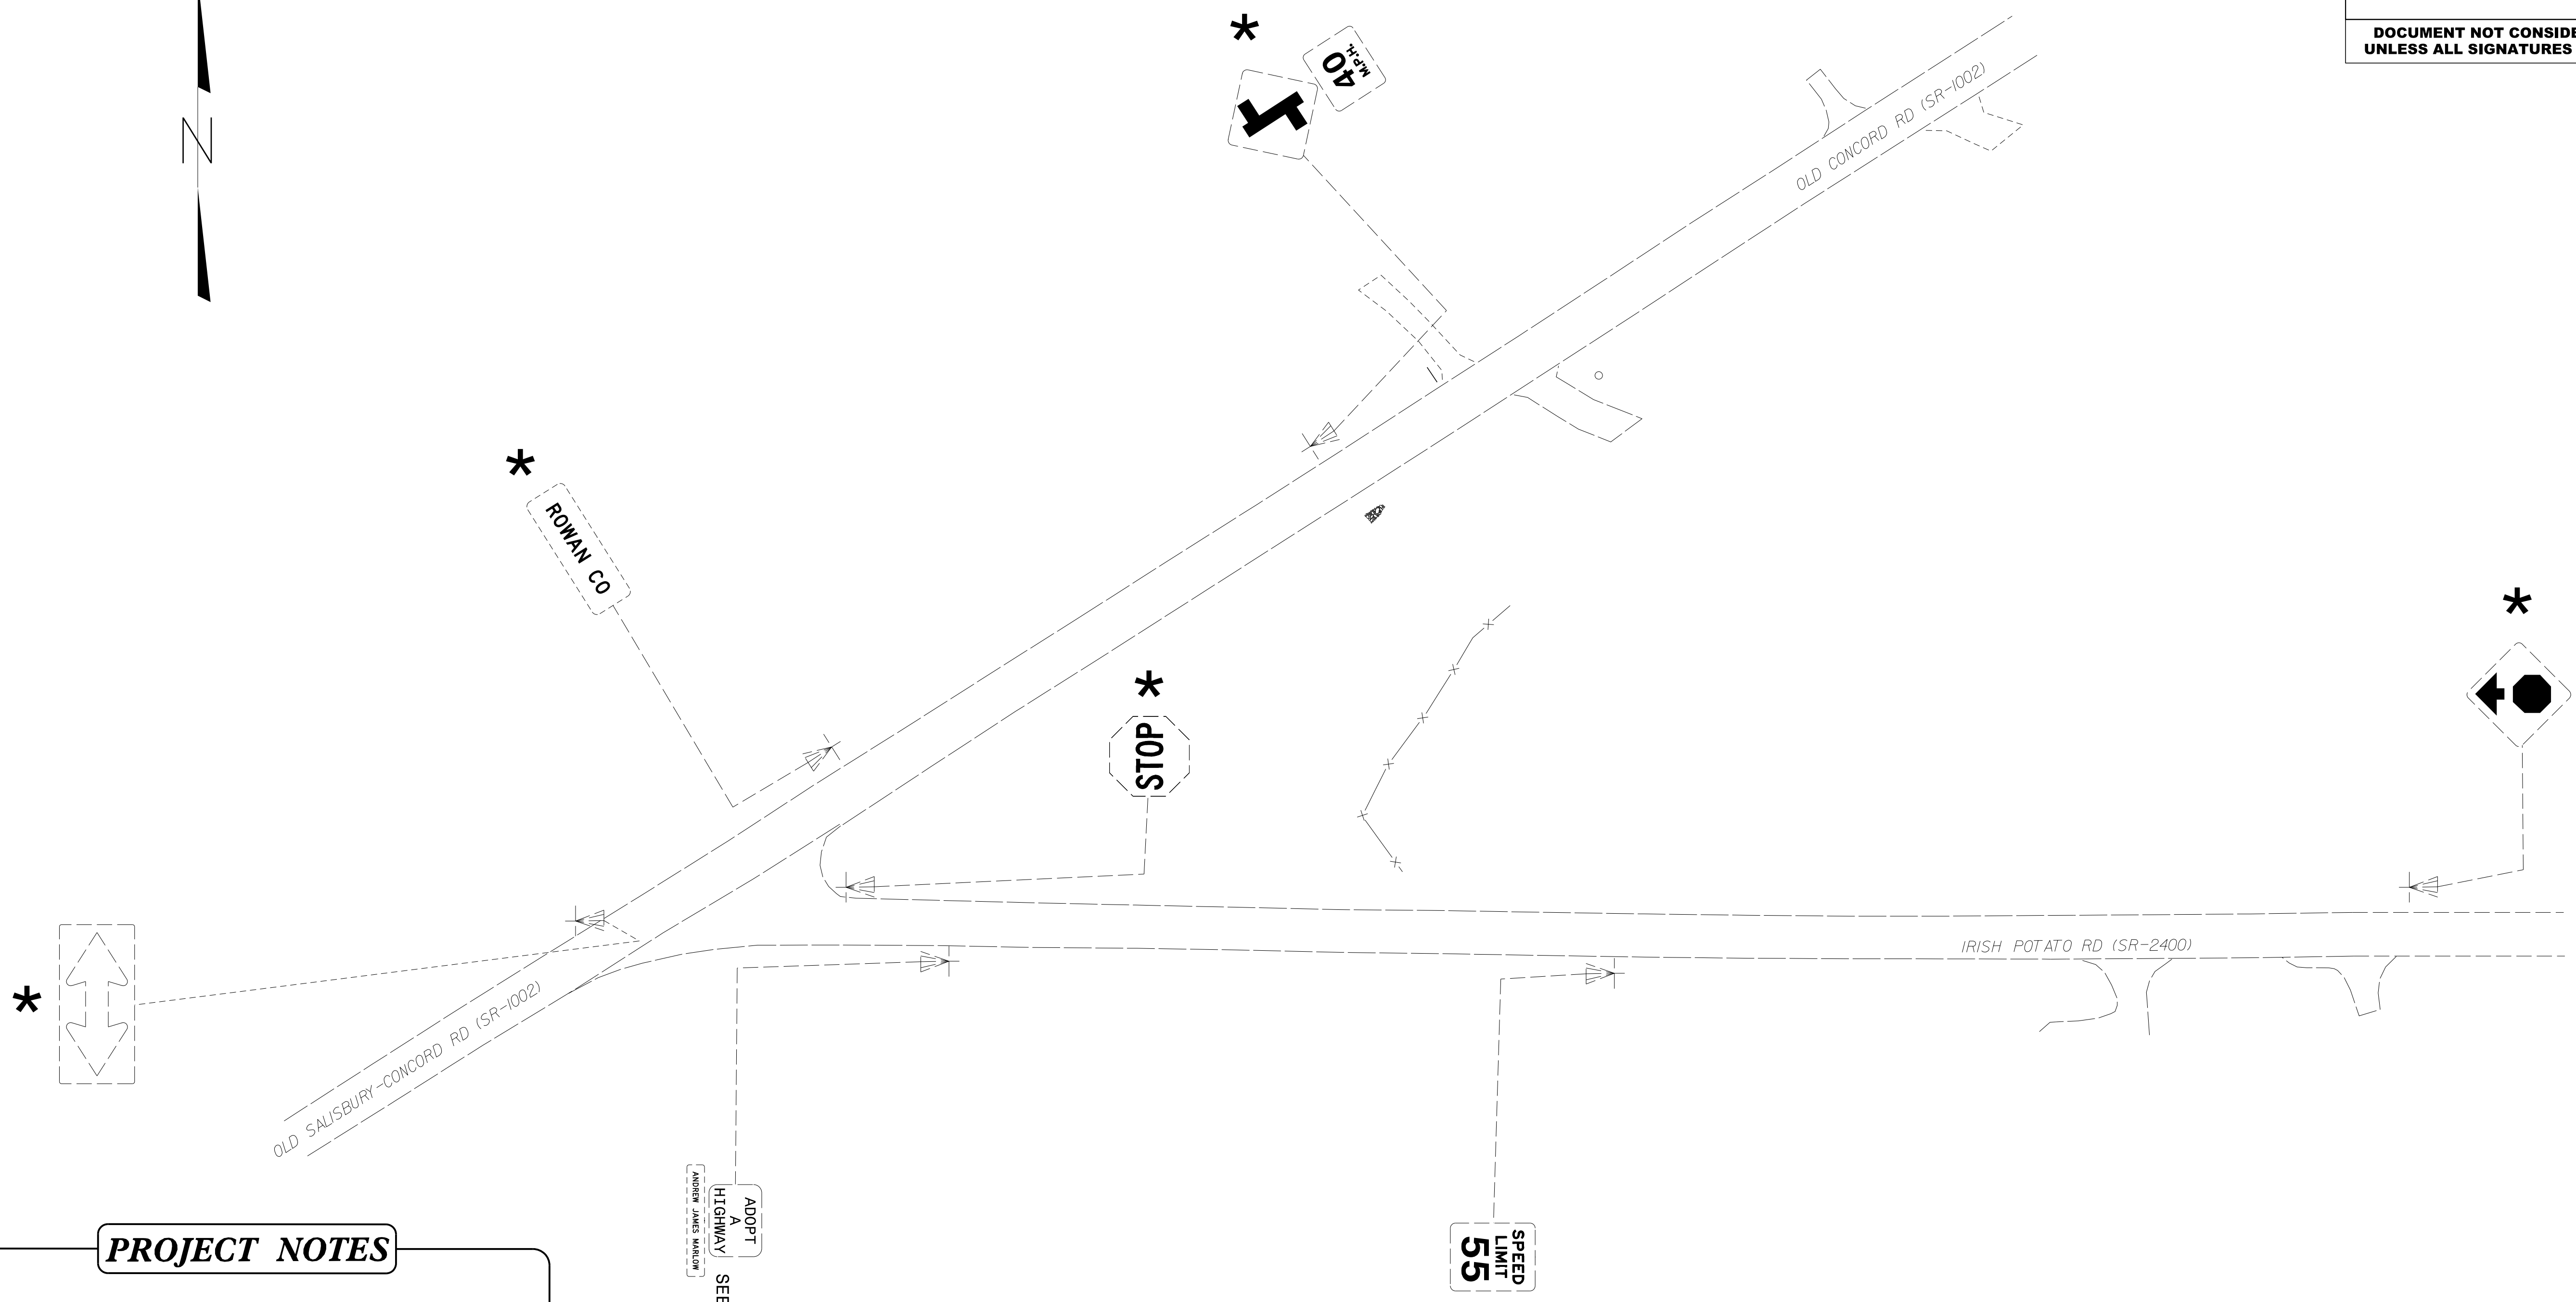 DOCUMENT NOT CONSIDE
UNLESS ALL SIGNATURES
*
40
M.P.H.
N
OLD CONCORD RD (SR-1002)
*
ROWAN CO
*
STOP
*
IRISH POTATO RD (SR-2400)
*
OLD SALISBURY-CONCORD RD (SR-1002)
ADOPT
A
HIGHWAY
ANDREW JAMES MARLOW
SEE
SPEED
LIMIT
55
PROJECT NOTES